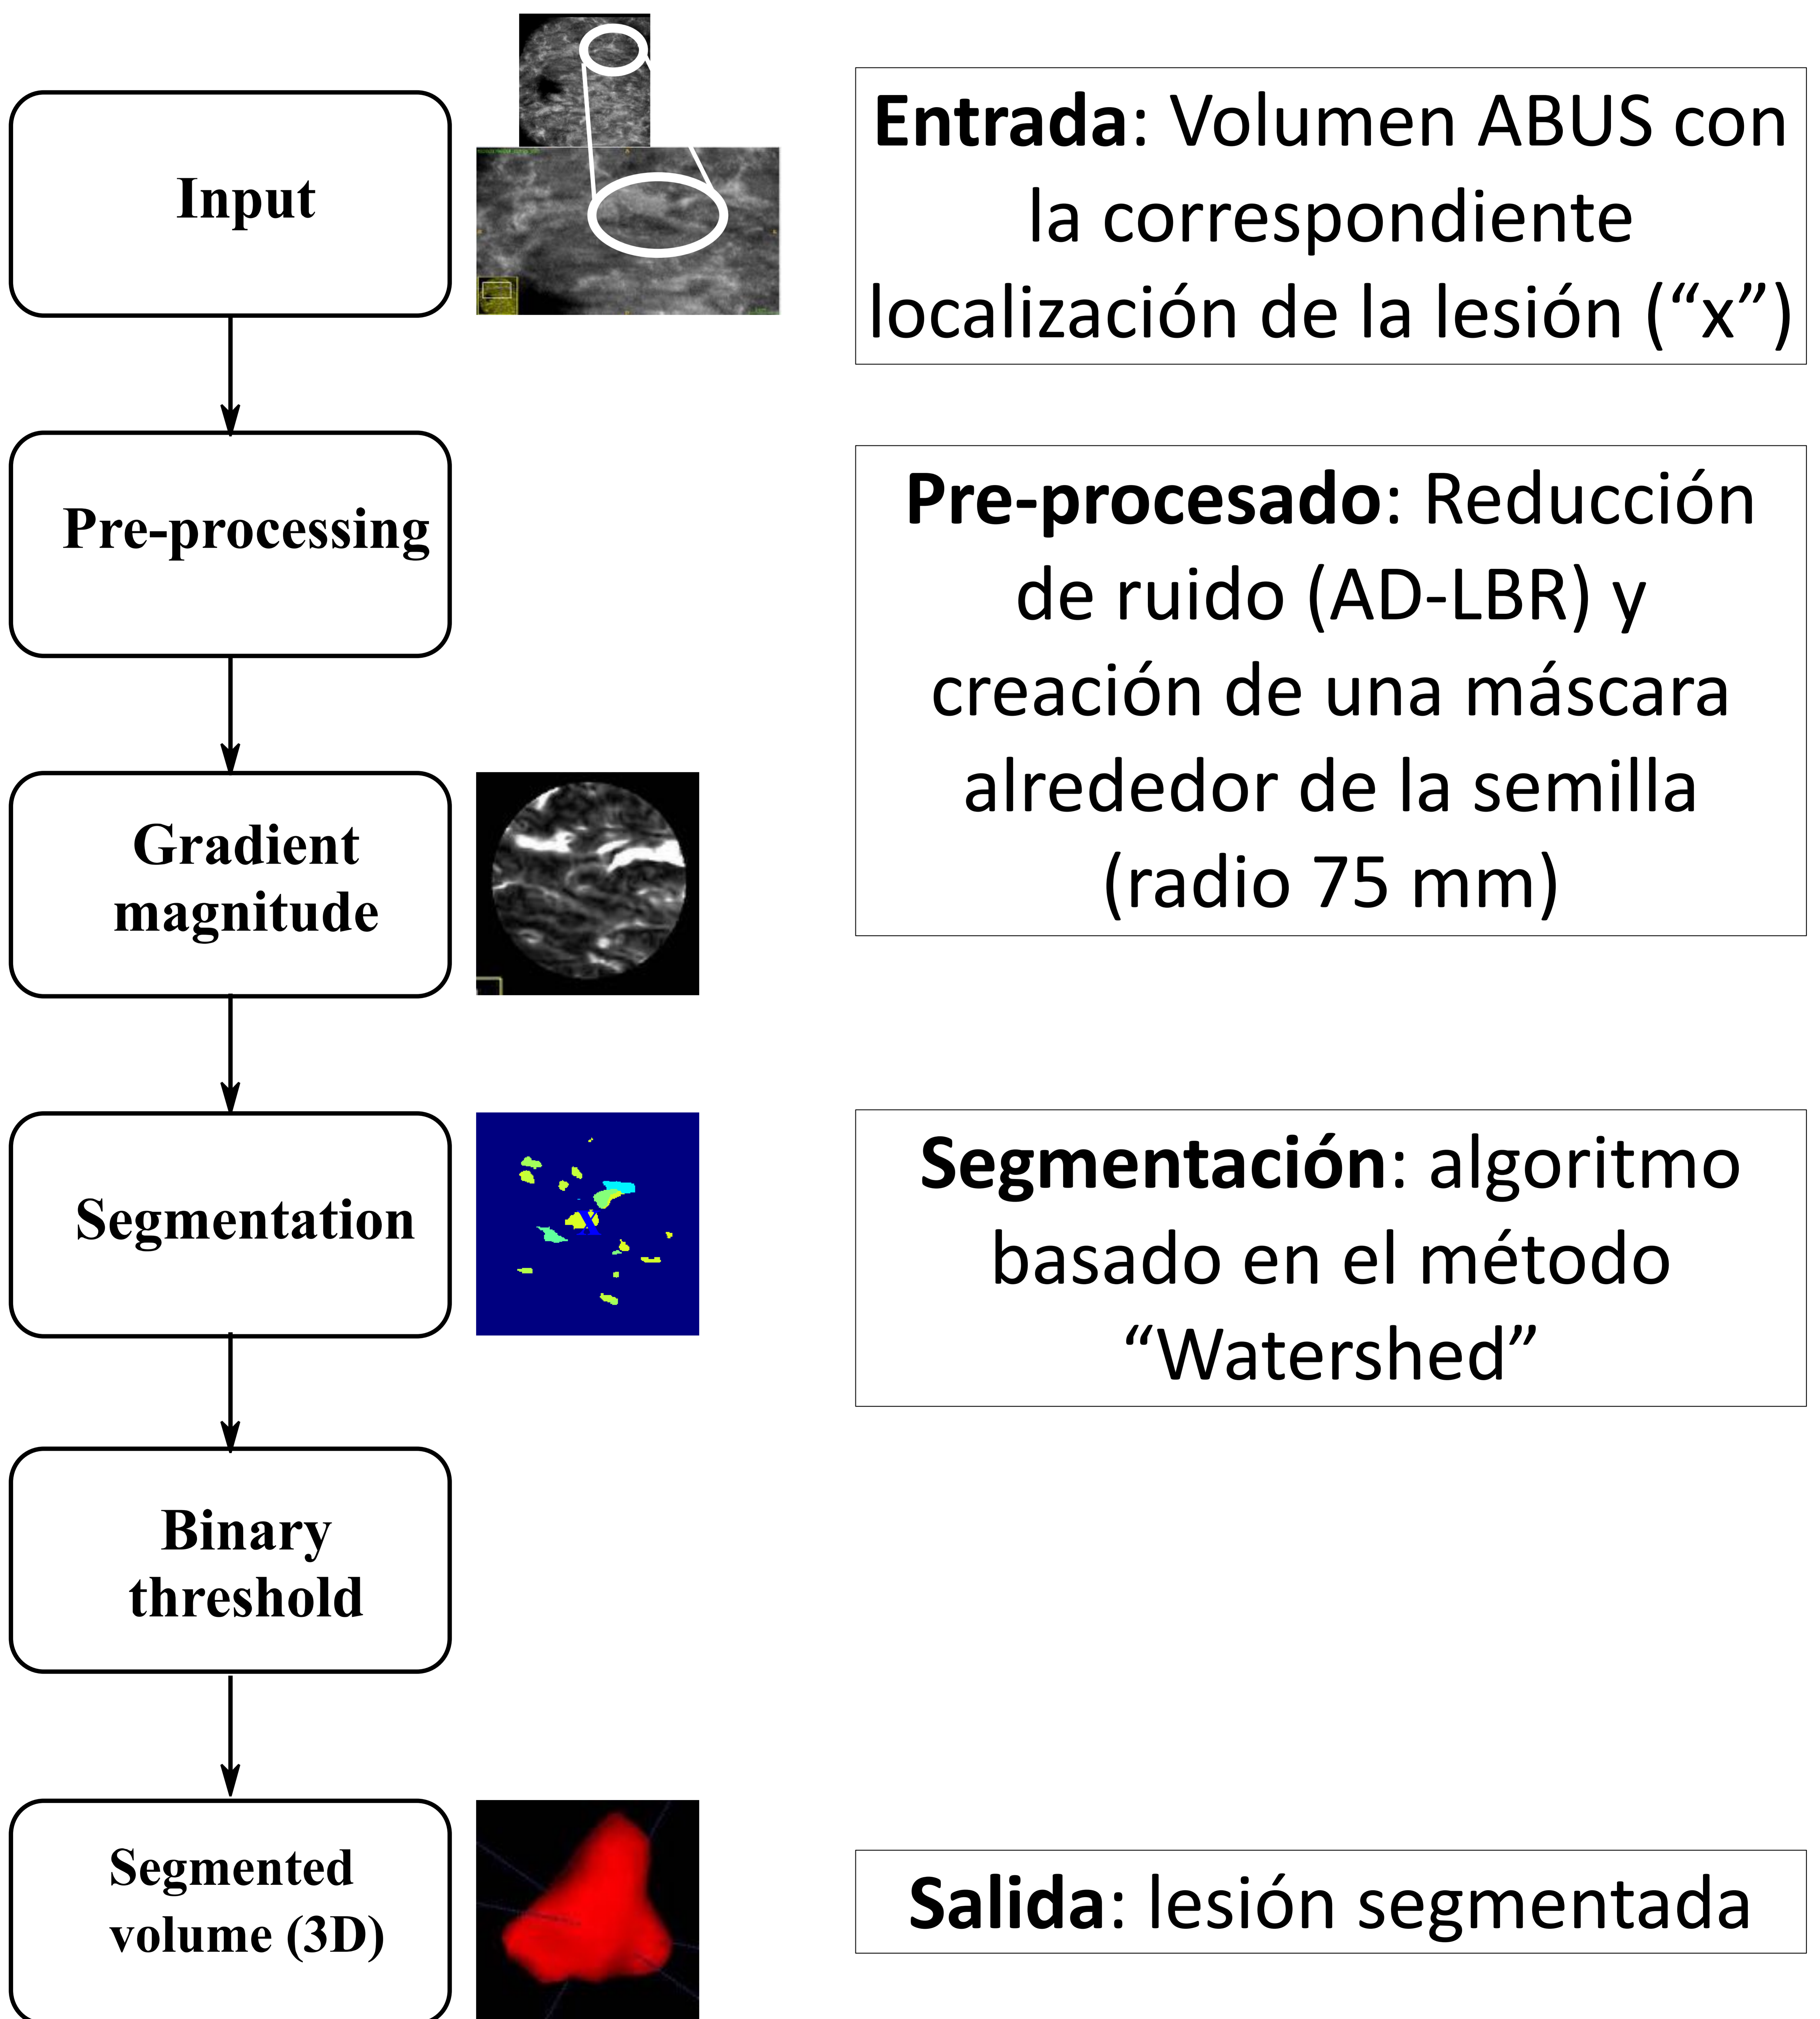 Input
Entrada: Volumen ABUS con
la correspondiente
localización de la lesión (“x”)
Pre-processing
Pre-procesado: Reducción
de ruido (AD-LBR) y
creación de una máscara
alrededor de la semilla
(radio 75 mm)
Gradient
magnitude
Segmentation
Segmentación: algoritmo
basado en el método
“Watershed”
Binary
threshold
Segmented
volume (3D)
Salida: lesión segmentada